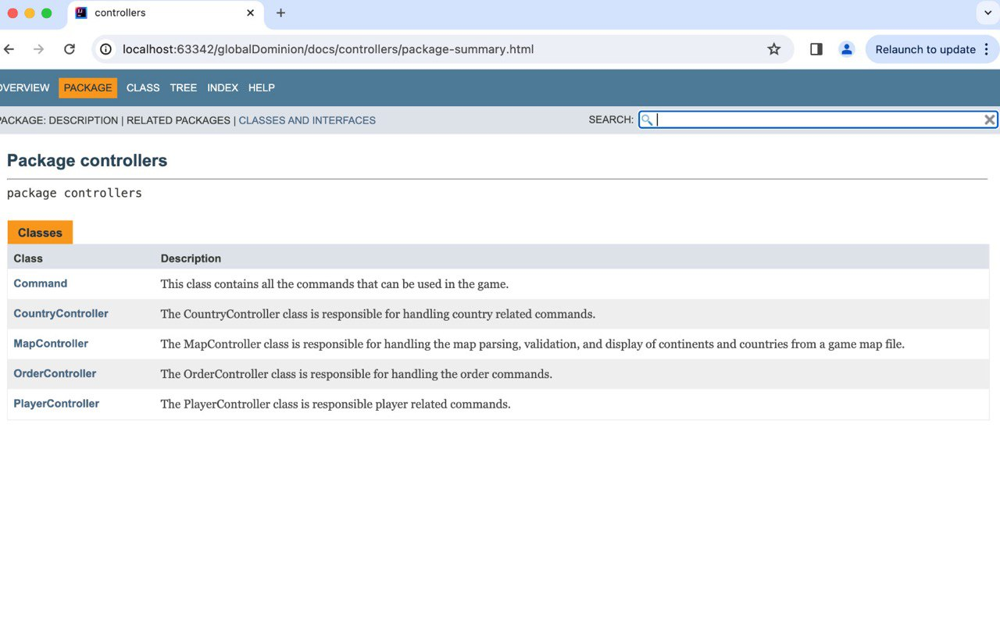 controllers
localhost:63342/globalDominion/docs/controllers/package-summary.html
Relaunch to update
OVERVIEW PACKAGE CLASS TREE INDEX HELP
PACKAGE: DESCRIPTION | RELATED PACKAGES | CLASSES AND INTERFACES
SEARCH:
Package controllers
package controllers
Classes
Class Description
Command This class contains all the commands that can be used in the game.
CountryController The CountryController class is responsible for handling country related commands.
MapController The MapController class is responsible for handling the map parsing, validation, and display of continents and countries from a game map file.
OrderController The OrderController class is responsible for handling the order commands.
PlayerController The PlayerController class is responsible player related commands.